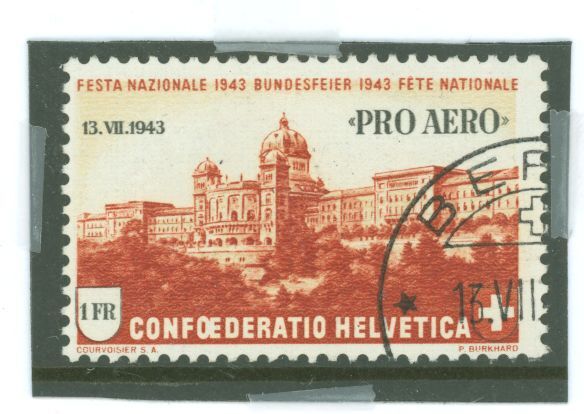 FESTA NAZIONALE 1943 BUNDESFEIER 1943 FÊTE NATIONALE
13.VII.1943
«PRO AERO»
BER
13 VII
1 FR
CONFŒDERATIO HELVETICA
COURVOISIER S.A.
P. BURKHARD